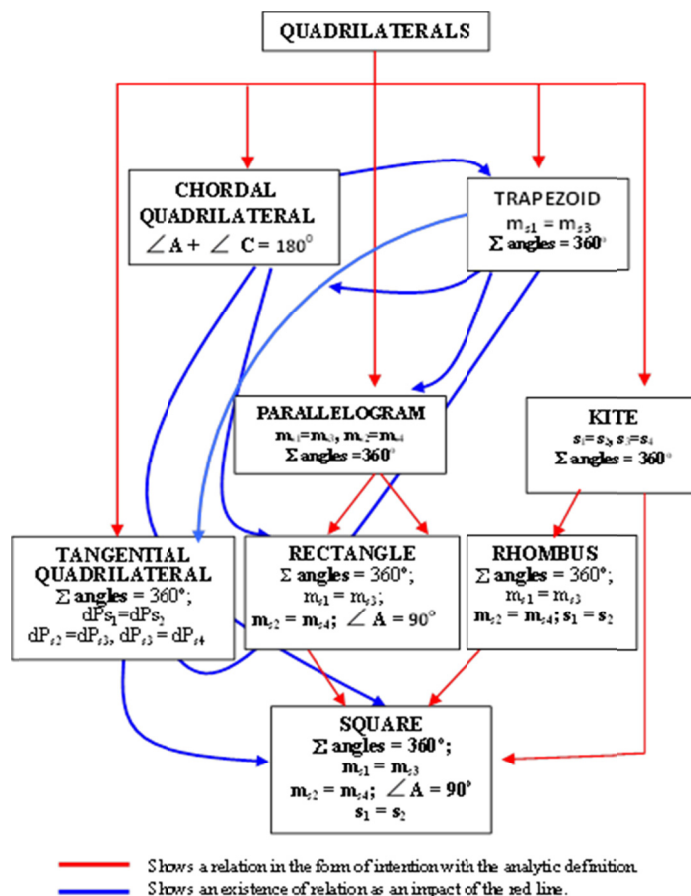 QUADRILATERALS
CHORDAL
QUADRILATERAL
∠A + ∠ C = 180°
TRAPEZOID
mₛ₁ = mₛ₃
Σ angles = 360°
PARALLELOGRAM
mₛ₁=mₛ₃, mₛ₂=mₛ₄
Σ angles =360°
KITE
s₁=s₂, s₃=s₄
Σ angles = 360°
TANGENTIAL
QUADRILATERAL
Σ angles = 360°;
dPs₁=dPs₂
dPₛ₂ =dPₛ₃, dPₛ₃ = dPₛ₄
RECTANGLE
Σ angles = 360°;
mₛ₁ = mₛ₃;
mₛ₂ = mₛ₄; ∠ A = 90°
RHOMBUS
Σ angles = 360°;
mₛ₁ = mₛ₃
mₛ₂ = mₛ₄; s₁ = s₂
SQUARE
Σ angles = 360°;
mₛ₁ = mₛ₃
mₛ₂ = mₛ₄; ∠A = 90°
s₁ = s₂
Shows a relation in the form of intention with the analytic definition.
Shows an existence of relation as an impact of the red line.